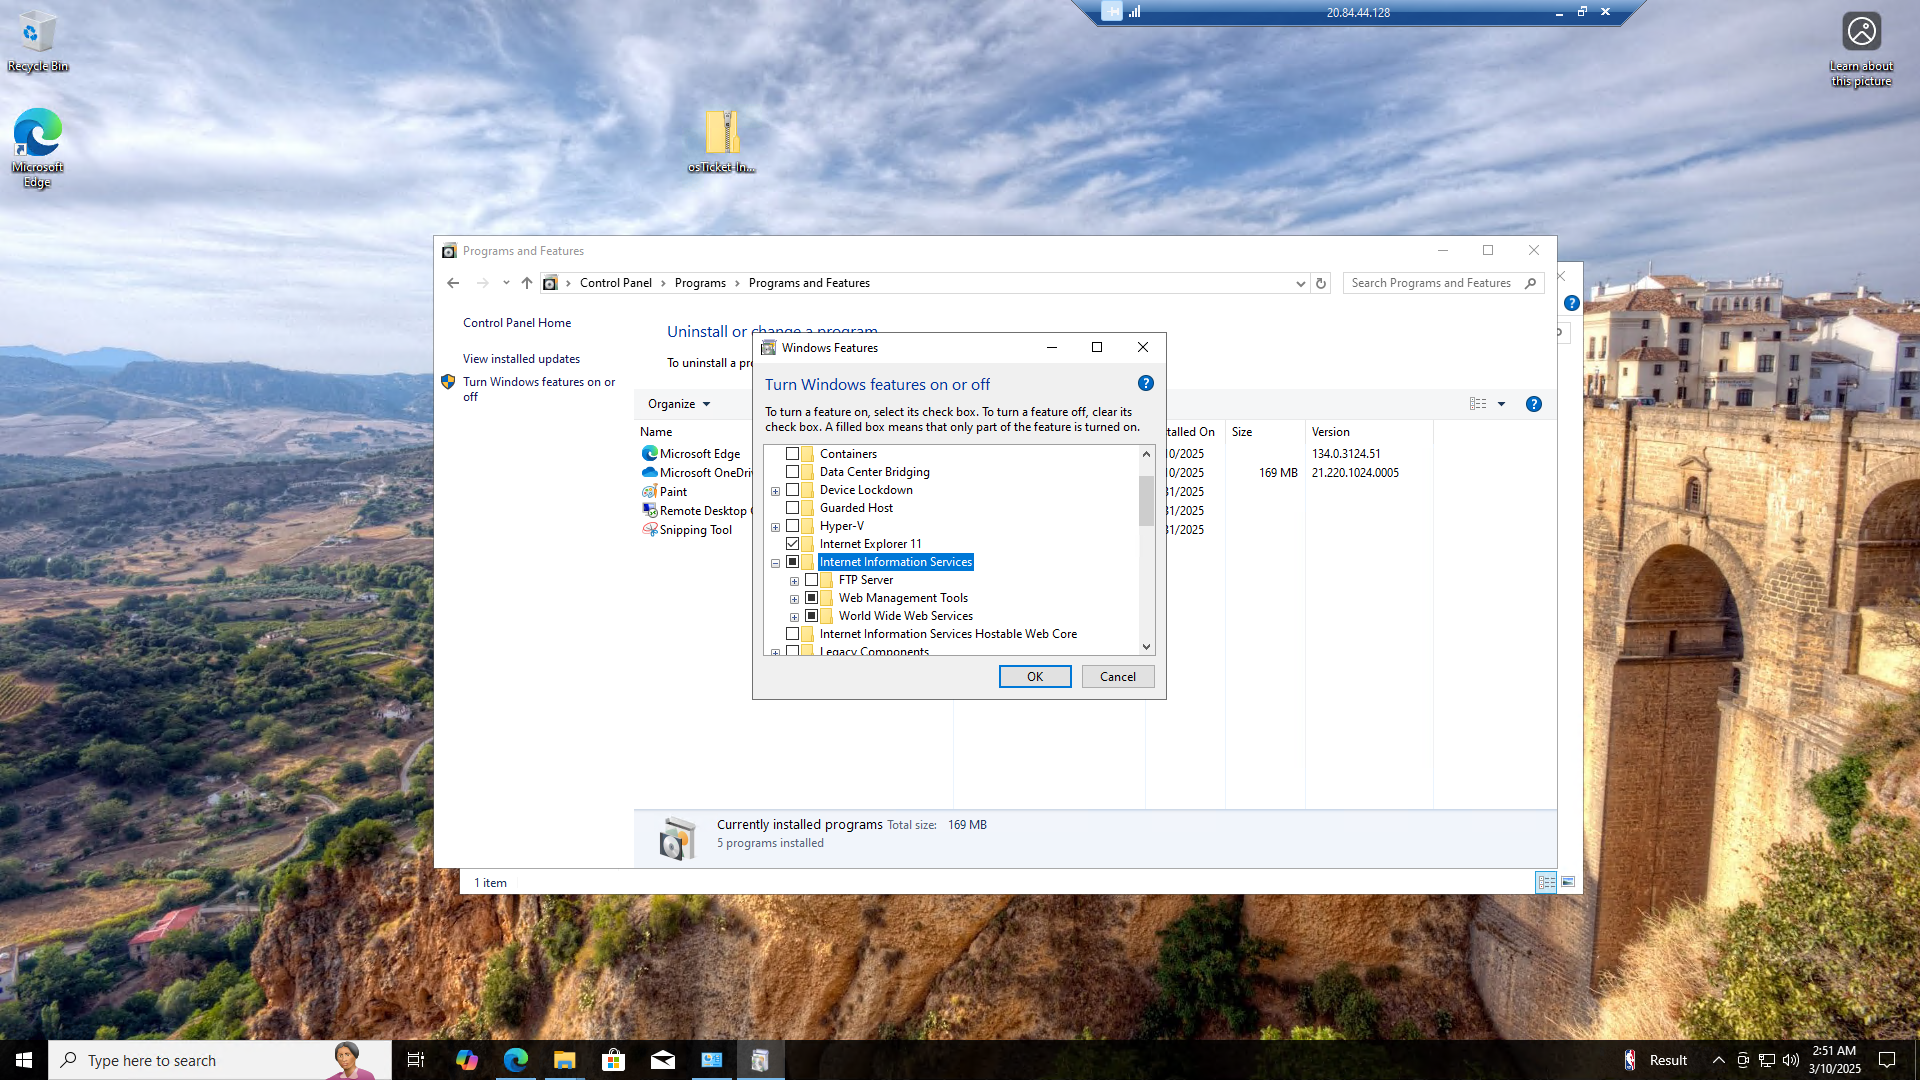 Recycle Bin
Microsoft
Edge
osTicket-In...
20.84.44.128
Learn about
this picture
Programs and Features
Control Panel > Programs > Programs and Features
Search Programs and Features
Control Panel Home
View installed updates
Turn Windows features on or
off
Uninstall or change a program
To uninstall a pr
Organize
Name
talled On
Size
Version
Microsoft Edge
0/2025
134.0.3124.51
Microsoft OneDri
0/2025
169 MB
21.220.1024.0005
Paint
31/2025
Remote Desktop
31/2025
Snipping Tool
31/2025
Windows Features
Turn Windows features on or off
To turn a feature on, select its check box. To turn a feature off, clear its
check box. A filled box means that only part of the feature is turned on.
Containers
Data Center Bridging
Device Lockdown
Guarded Host
Hyper-V
Internet Explorer 11
Internet Information Services
FTP Server
Web Management Tools
World Wide Web Services
Internet Information Services Hostable Web Core
Legacy Components
OK
Cancel
Currently installed programs Total size: 169 MB
5 programs installed
1 item
Type here to search
Result
2:51 AM
3/10/2025